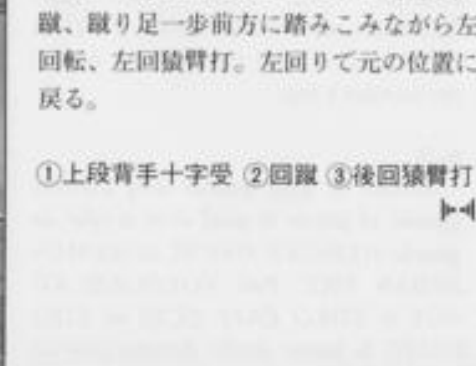 蹴、蹴り足一歩前方に踏みこみながら左
回転、左回猿臂打。左回りて元の位置に
戻る。
①上段背手十字受 ②回蹴 ③後回猿臂打